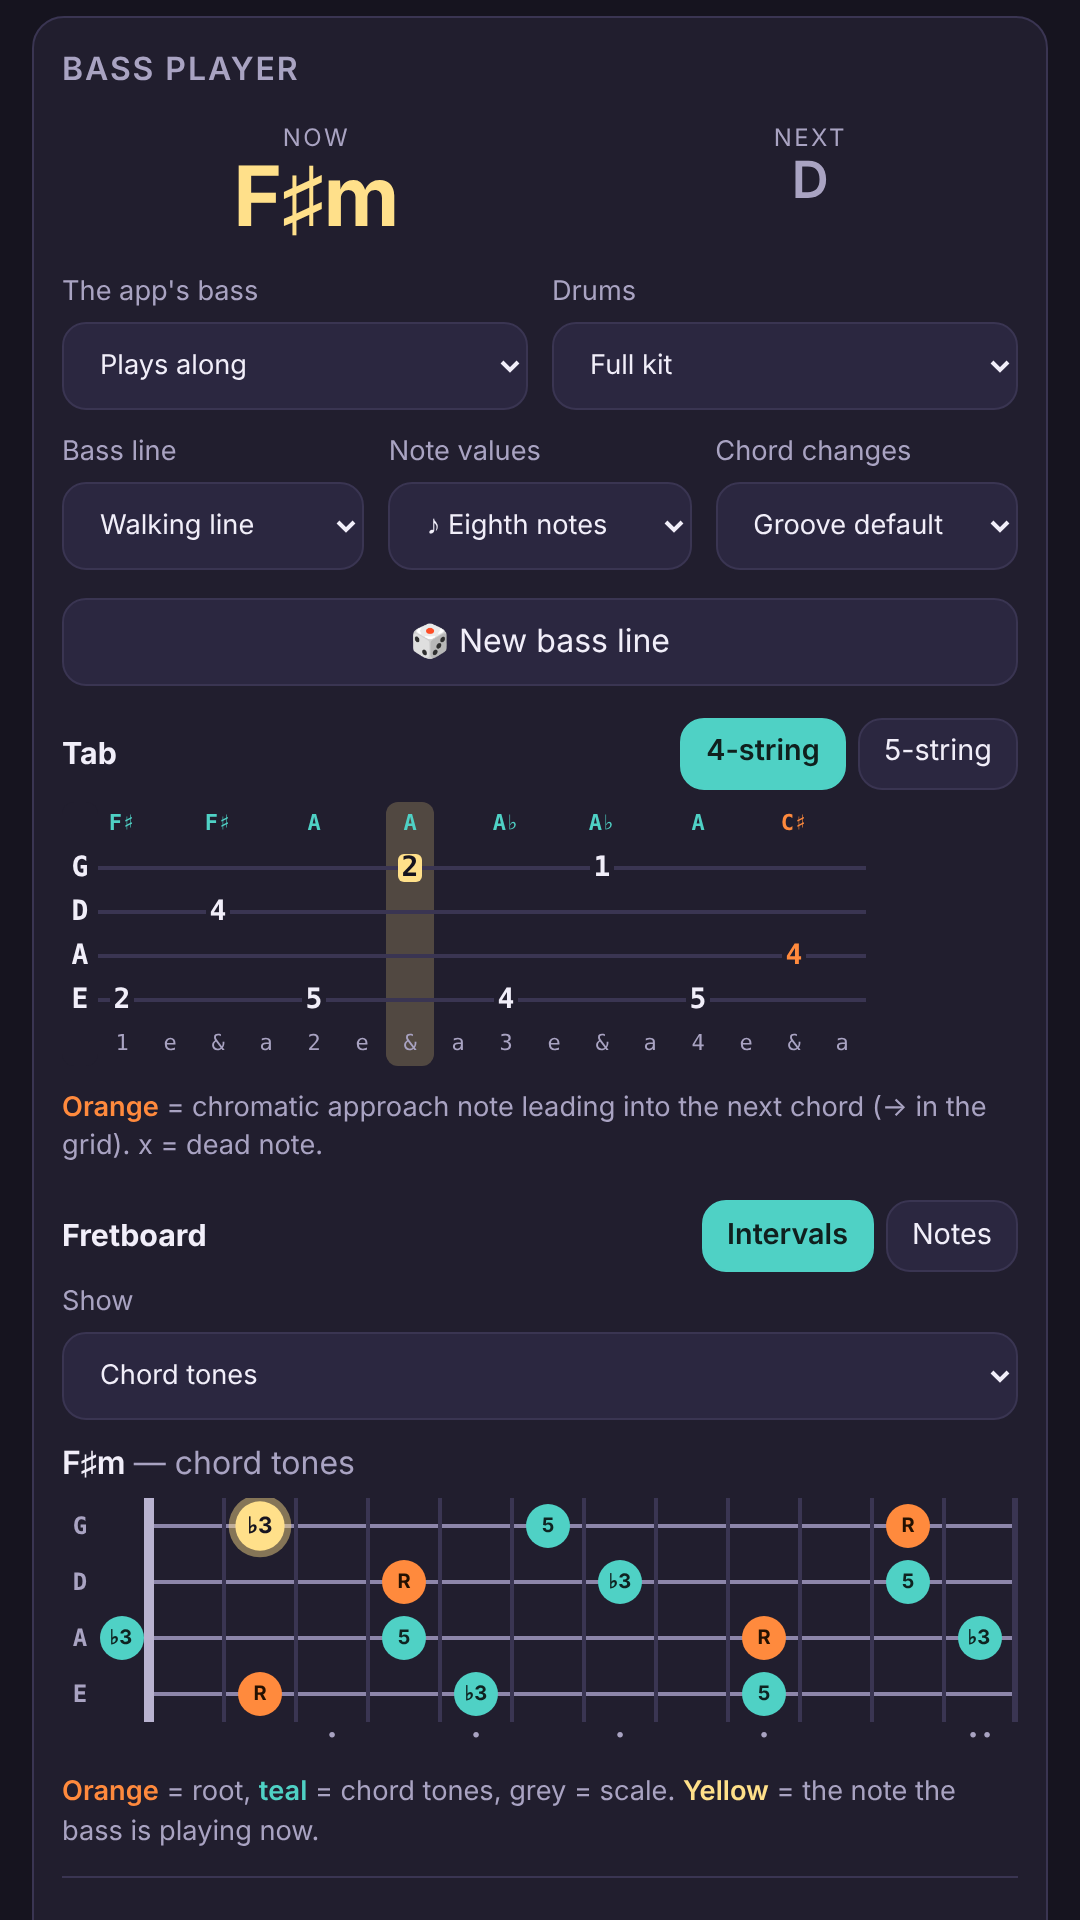 BASS PLAYER
NOW NEXT
F♯m D
The app's bass Drums
Plays along Full kit
Bass line Note values Chord changes
Walking line ♪ Eighth notes Groove default
🎲 New bass line
Tab 4-string 5-string
F♯ F♯ A A A♭ A♭ A C♯
G 2 1
D 4
A 4
E 2 5 4 5
1 e & a 2 e & a 3 e & a 4 e & a
Orange = chromatic approach note leading into the next chord (→ in the
grid). x = dead note.
Fretboard Intervals Notes
Show
Chord tones
F♯m — chord tones
G ♭3 5 R
D R ♭3 5
A ♭3 5 R ♭3
E R ♭3 5
Orange = root, teal = chord tones, grey = scale. Yellow = the note the
bass is playing now.